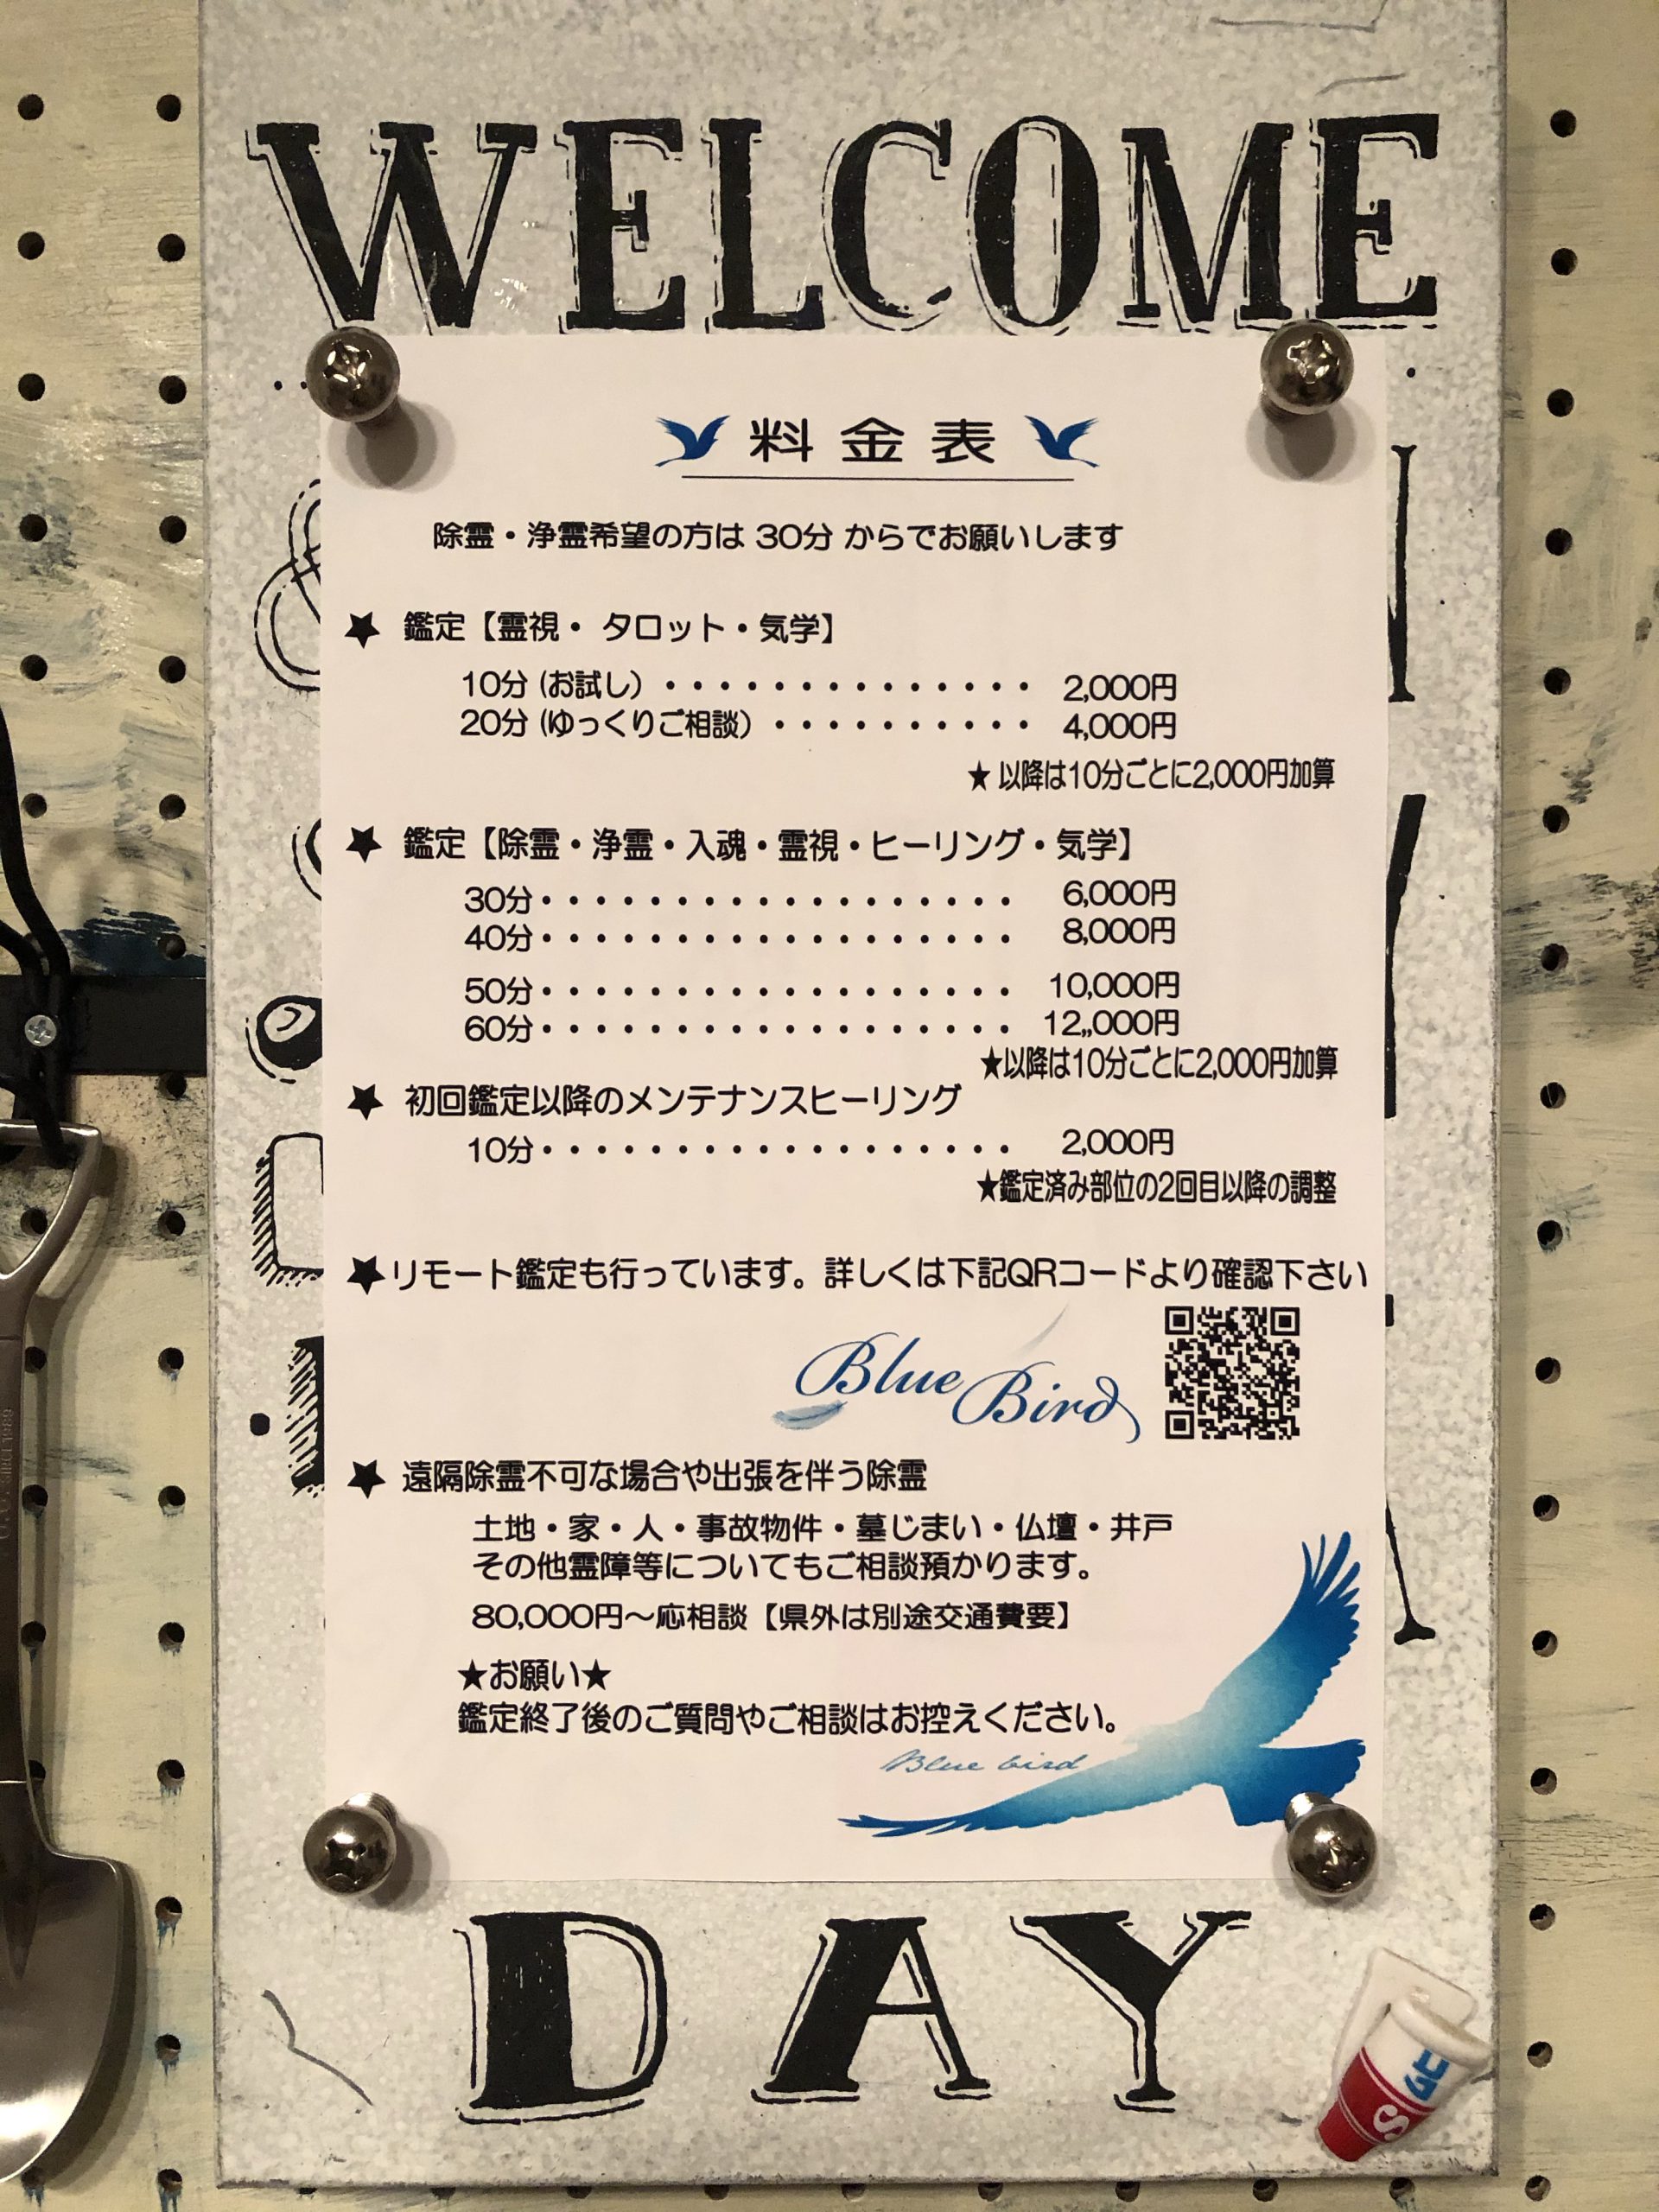 WELCOME
料金表
除霊・浄霊希望の方は 30分 からでお願いします
★ 鑑定【霊視・ タロット・気学】
10分 (お試し) ・・・・・・・・・・・・・・ 2,000円
20分 (ゆっくりご相談) ・・・・・・・・・・ 4,000円
★ 以降は10分ごとに2,000円加算
★ 鑑定【除霊・浄霊・入魂・霊視・ヒーリング・気学】
30分・・・・・・・・・・・・・・・・・・ 6,000円
40分・・・・・・・・・・・・・・・・・・ 8,000円
50分・・・・・・・・・・・・・・・・・・ 10,000円
60分・・・・・・・・・・・・・・・・・・ 12,,000円
★以降は10分ごとに2,000円加算
★ 初回鑑定以降のメンテナンスヒーリング
10分・・・・・・・・・・・・・・・・・・ 2,000円
★鑑定済み部位の2回目以降の調整
★リモート鑑定も行っています。詳しくは下記QRコードより確認下さい
Blue Bird
★ 遠隔除霊不可な場合や出張を伴う除霊
土地・家・人・事故物件・墓じまい・仏壇・井戸
その他霊障等についてもご相談預かります。
80,000円～応相談【県外は別途交通費要】
★お願い★
鑑定終了後のご質問やご相談はお控えください。
Blue bird
DAY